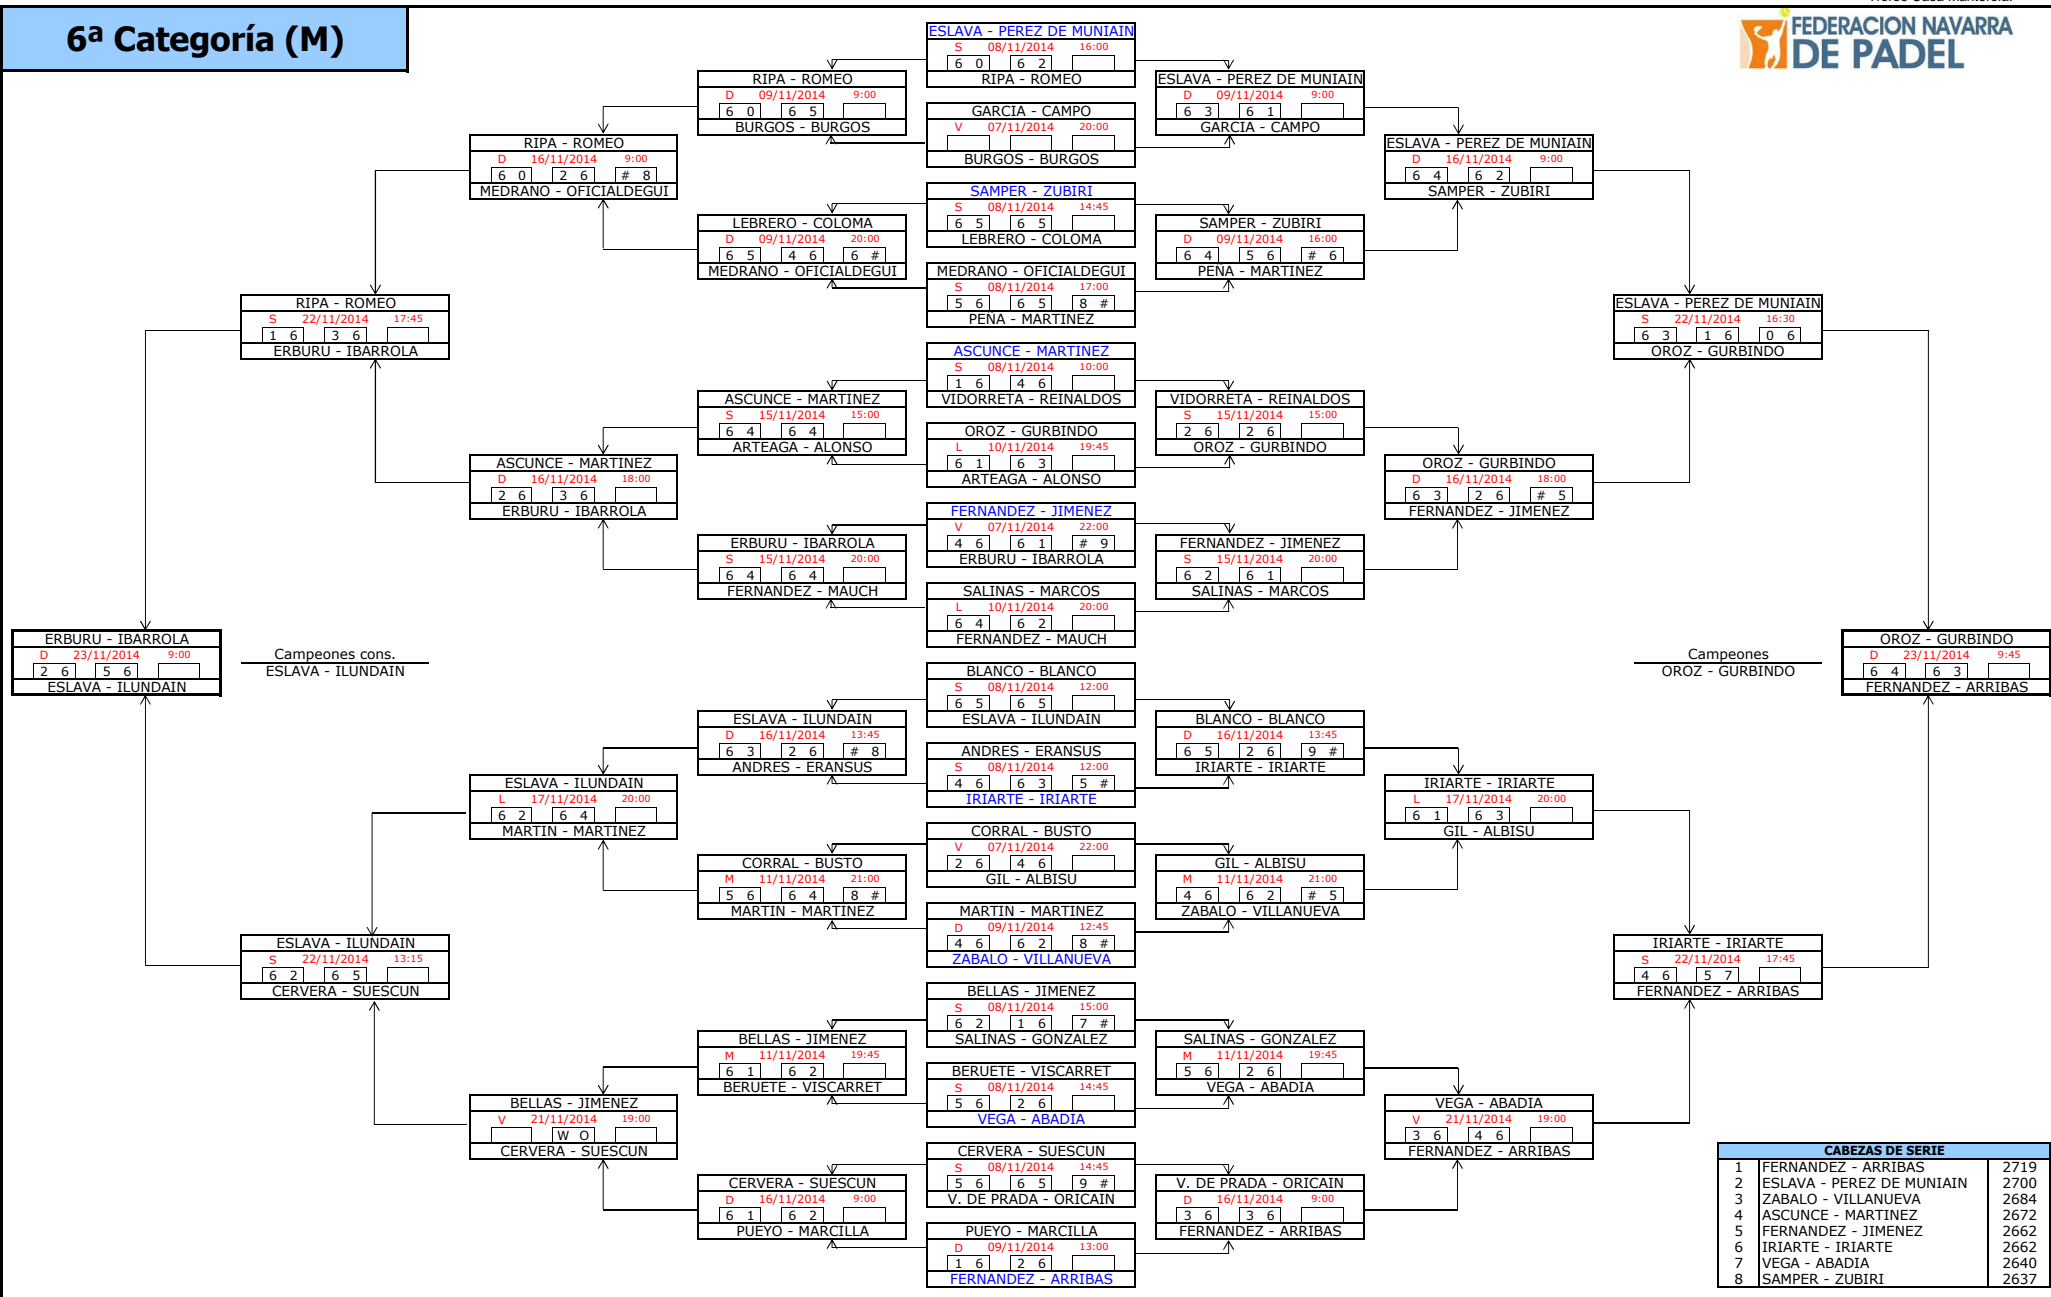 6ª Categoría (M)
FEDERACION NAVARRA
DE PADEL
ESLAVA - PEREZ DE MUNIAIN
S 08/11/2014 16:00
6 0 6 2
RIPA - ROMEO
GARCIA - CAMPO
V 07/11/2014 20:00
BURGOS - BURGOS
SAMPER - ZUBIRI
S 08/11/2014 14:45
6 5 6 5
LEBRERO - COLOMA
MEDRANO - OFICIALDEGUI
S 08/11/2014 17:00
5 6 6 5 8 #
PEÑA - MARTINEZ
ASCUNCE - MARTINEZ
S 08/11/2014 10:00
1 6 4 6
VIDORRETA - REINALDOS
OROZ - GURBINDO
L 10/11/2014 19:45
6 1 6 3
ARTEAGA - ALONSO
FERNANDEZ - JIMENEZ
V 07/11/2014 22:00
4 6 6 1 # 9
ERBURU - IBARROLA
SALINAS - MARCOS
L 10/11/2014 20:00
6 4 6 2
FERNANDEZ - MAUCH
BLANCO - BLANCO
S 08/11/2014 12:00
6 5 6 5
ESLAVA - ILUNDAIN
ANDRES - ERANSUS
S 08/11/2014 12:00
4 6 6 3 5 #
IRIARTE - IRIARTE
CORRAL - BUSTO
V 07/11/2014 22:00
2 6 4 6
GIL - ALBISU
MARTIN - MARTINEZ
D 09/11/2014 12:45
4 6 6 2 8 #
ZABALO - VILLANUEVA
BELLAS - JIMENEZ
S 08/11/2014 15:00
6 2 1 6 7 #
SALINAS - GONZALEZ
BERUETE - VISCARRET
S 08/11/2014 14:45
5 6 2 6
VEGA - ABADIA
CERVERA - SUESCUN
S 08/11/2014 14:45
5 6 6 5 9 #
V. DE PRADA - ORICAIN
PUEYO - MARCILLA
D 09/11/2014 13:00
1 6 2 6
FERNANDEZ - ARRIBAS
RIPA - ROMEO
D 09/11/2014 9:00
6 0 6 5
BURGOS - BURGOS
LEBRERO - COLOMA
D 09/11/2014 20:00
6 5 4 6 6 #
MEDRANO - OFICIALDEGUI
ASCUNCE - MARTINEZ
S 15/11/2014 15:00
6 4 6 4
ARTEAGA - ALONSO
ERBURU - IBARROLA
S 15/11/2014 20:00
6 4 6 4
FERNANDEZ - MAUCH
ESLAVA - ILUNDAIN
D 16/11/2014 13:45
6 3 2 6 # 8
ANDRES - ERANSUS
CORRAL - BUSTO
M 11/11/2014 21:00
5 6 6 4 8 #
MARTIN - MARTINEZ
BELLAS - JIMENEZ
M 11/11/2014 19:45
6 1 6 2
BERUETE - VISCARRET
CERVERA - SUESCUN
D 16/11/2014 9:00
6 1 6 2
PUEYO - MARCILLA
RIPA - ROMEO
D 16/11/2014 9:00
6 0 2 6 # 8
MEDRANO - OFICIALDEGUI
ASCUNCE - MARTINEZ
D 16/11/2014 18:00
2 6 3 6
ERBURU - IBARROLA
ESLAVA - ILUNDAIN
L 17/11/2014 20:00
6 2 6 4
MARTIN - MARTINEZ
BELLAS - JIMENEZ
V 21/11/2014 19:00
W O
CERVERA - SUESCUN
RIPA - ROMEO
S 22/11/2014 17:45
1 6 3 6
ERBURU - IBARROLA
ESLAVA - ILUNDAIN
S 22/11/2014 13:15
6 2 6 5
CERVERA - SUESCUN
ERBURU - IBARROLA
D 23/11/2014 9:00
2 6 5 6
ESLAVA - ILUNDAIN
Campeones cons.
ESLAVA - ILUNDAIN
ESLAVA - PEREZ DE MUNIAIN
D 09/11/2014 9:00
6 3 6 1
GARCIA - CAMPO
SAMPER - ZUBIRI
D 09/11/2014 16:00
6 4 5 6 # 6
PEÑA - MARTINEZ
VIDORRETA - REINALDOS
S 15/11/2014 15:00
2 6 2 6
OROZ - GURBINDO
FERNANDEZ - JIMENEZ
S 15/11/2014 20:00
6 2 6 1
SALINAS - MARCOS
BLANCO - BLANCO
D 16/11/2014 13:45
6 5 2 6 9 #
IRIARTE - IRIARTE
GIL - ALBISU
M 11/11/2014 21:00
4 6 6 2 # 5
ZABALO - VILLANUEVA
SALINAS - GONZALEZ
M 11/11/2014 19:45
5 6 2 6
VEGA - ABADIA
V. DE PRADA - ORICAIN
D 16/11/2014 9:00
3 6 3 6
FERNANDEZ - ARRIBAS
ESLAVA - PEREZ DE MUNIAIN
D 16/11/2014 9:00
6 4 6 2
SAMPER - ZUBIRI
OROZ - GURBINDO
D 16/11/2014 18:00
6 3 2 6 # 5
FERNANDEZ - JIMENEZ
IRIARTE - IRIARTE
L 17/11/2014 20:00
6 1 6 3
GIL - ALBISU
VEGA - ABADIA
V 21/11/2014 19:00
3 6 4 6
FERNANDEZ - ARRIBAS
ESLAVA - PEREZ DE MUNIAIN
S 22/11/2014 16:30
6 3 1 6 0 6
OROZ - GURBINDO
IRIARTE - IRIARTE
S 22/11/2014 17:45
4 6 5 7
FERNANDEZ - ARRIBAS
Campeones
OROZ - GURBINDO
OROZ - GURBINDO
D 23/11/2014 9:45
6 4 6 3
FERNANDEZ - ARRIBAS
CABEZAS DE SERIE
1 FERNANDEZ - ARRIBAS 2719
2 ESLAVA - PEREZ DE MUNIAIN 2700
3 ZABALO - VILLANUEVA 2684
4 ASCUNCE - MARTINEZ 2672
5 FERNANDEZ - JIMENEZ 2662
6 IRIARTE - IRIARTE 2662
7 VEGA - ABADIA 2640
8 SAMPER - ZUBIRI 2637